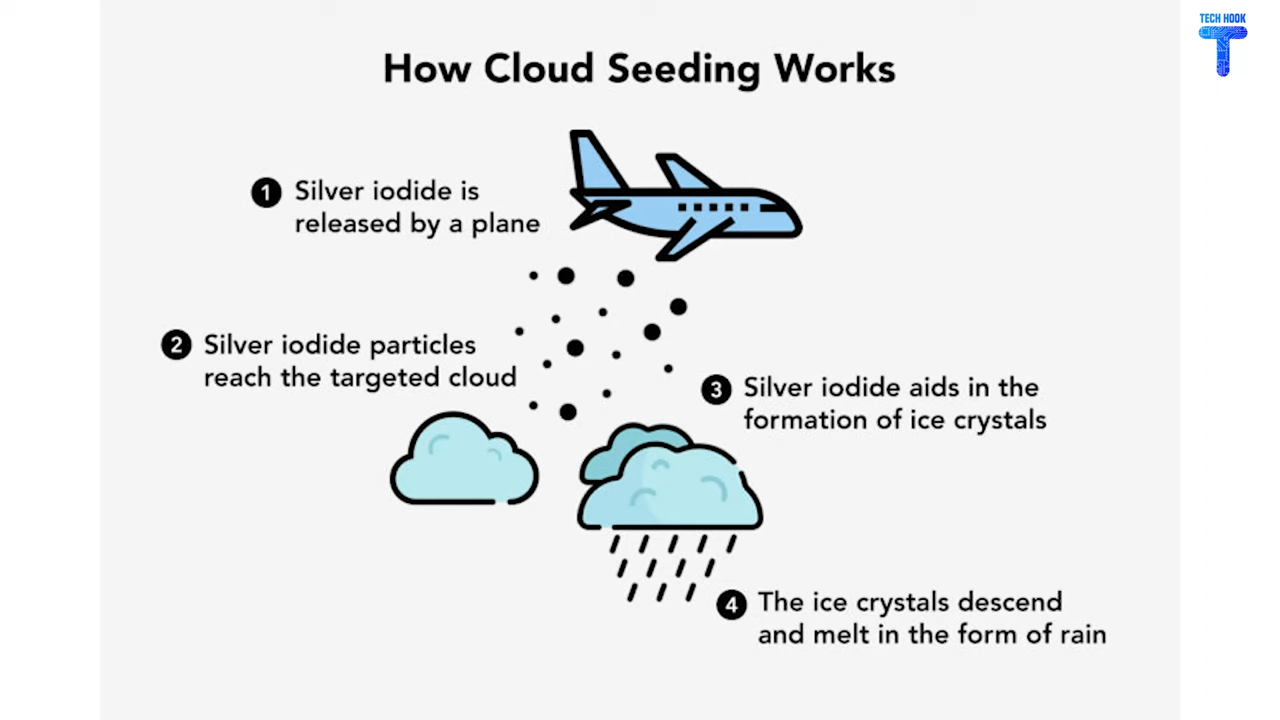 TECH HOOK
How Cloud Seeding Works
1 Silver iodide is
released by a plane
2 Silver iodide particles
reach the targeted cloud
3 Silver iodide aids in the
formation of ice crystals
4 The ice crystals descend
and melt in the form of rain